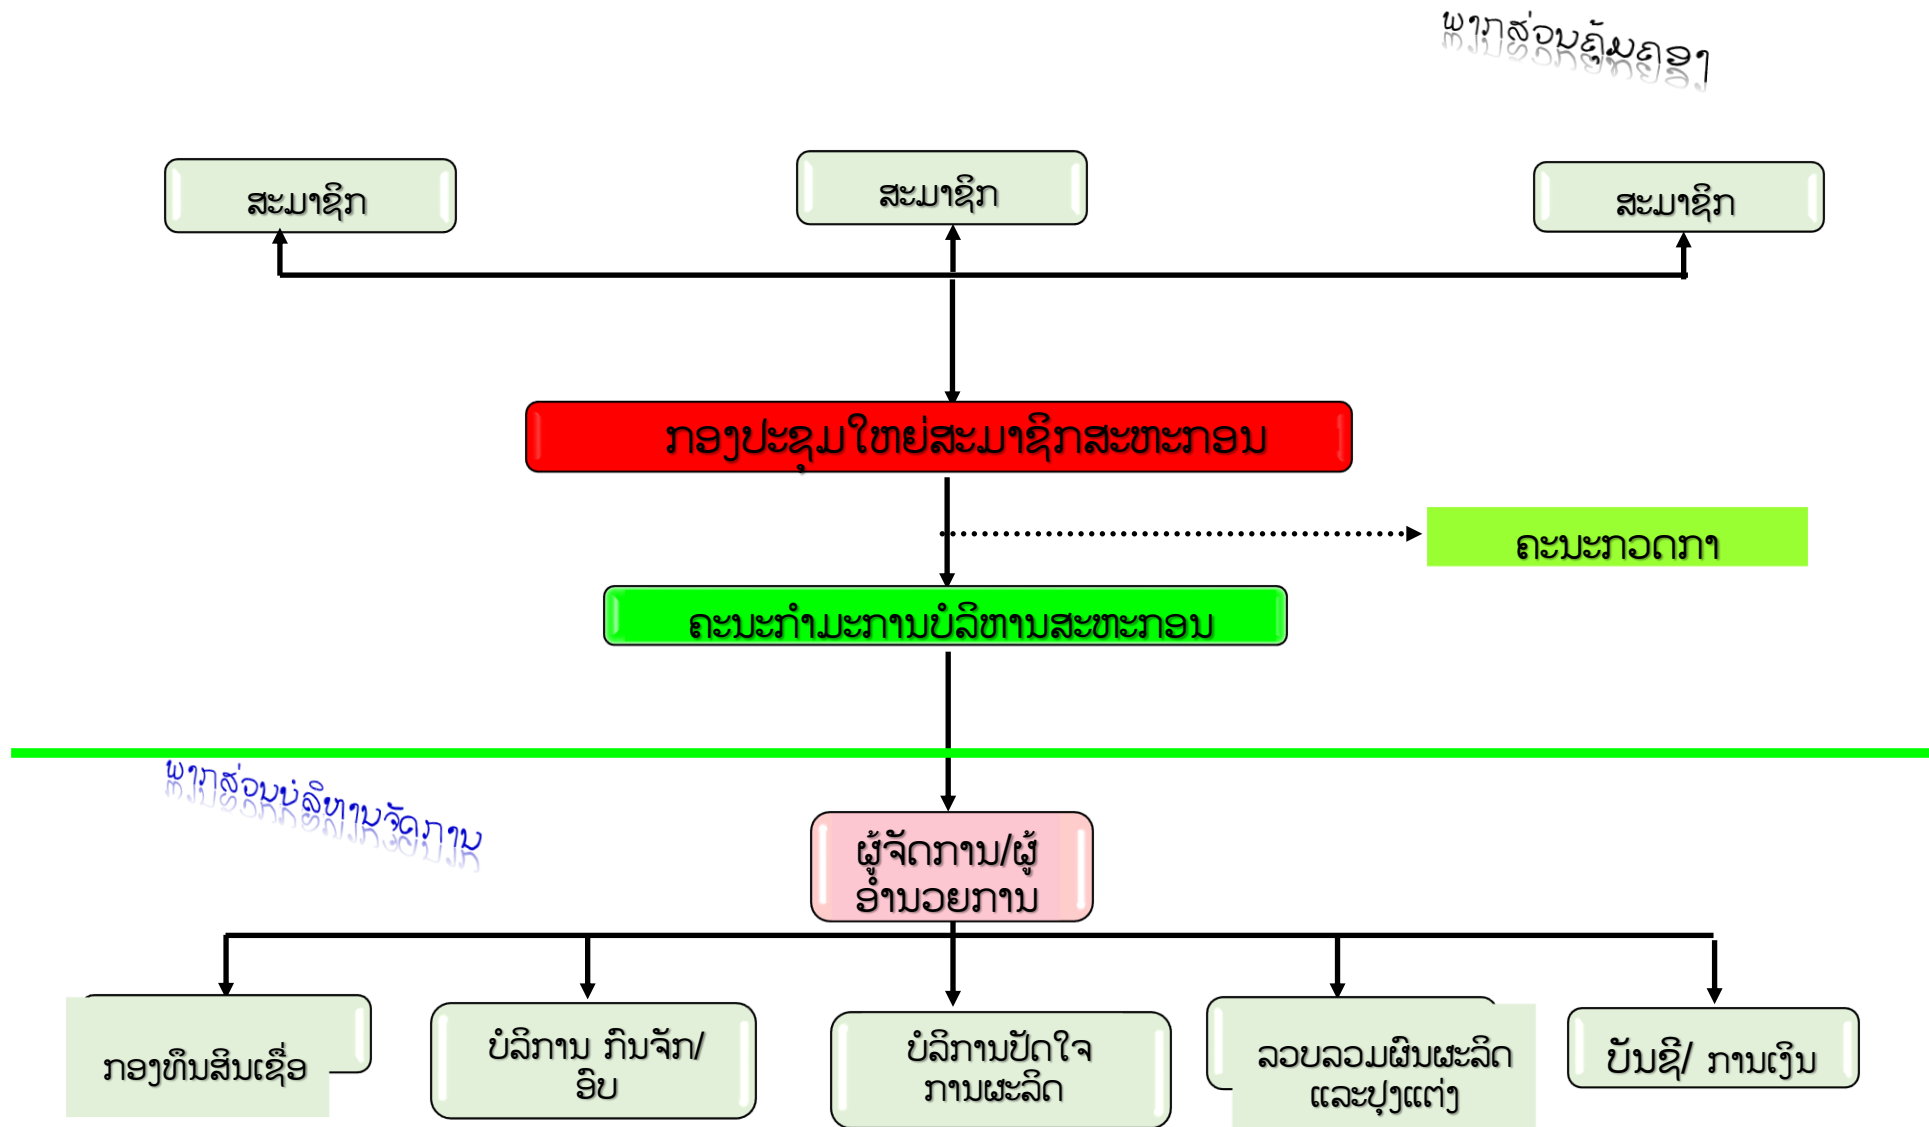 ພາກສ່ວນຄຸ້ມຄອງ
ສະມາຊິກ
ສະມາຊິກ
ສະມາຊິກ
ກອງປະຊຸມໃຫຍ່ສະມາຊິກສະຫະກອນ
ຄະນະກວດກາ
ຄະນະກຳມະການບໍລິຫານສະຫະກອນ
ພາກສ່ວນບໍລິຫານຈັດການ
ຜູ້ຈັດການ/ຜູ້
ອຳນວຍການ
ກອງທຶນສິນເຊື່ອ
ບໍລິການ ກົນຈັກ/
ອົບ
ບໍລິການປັດໃຈ
ການຜະລິດ
ລວບລວມຜົນຜະລິດ
ແລະປຸງແຕ່ງ
ບັນຊີ/ ການເງິນ